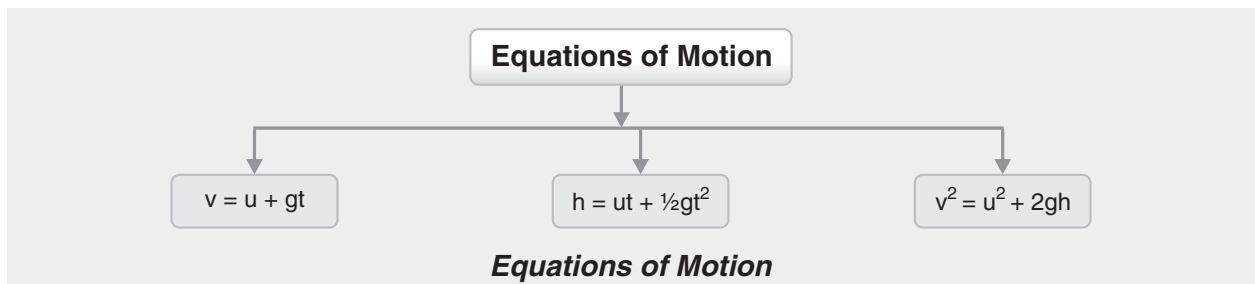 Equations of Motion
v = u + gt
h = ut + ½gt²
v² = u² + 2gh
Equations of Motion